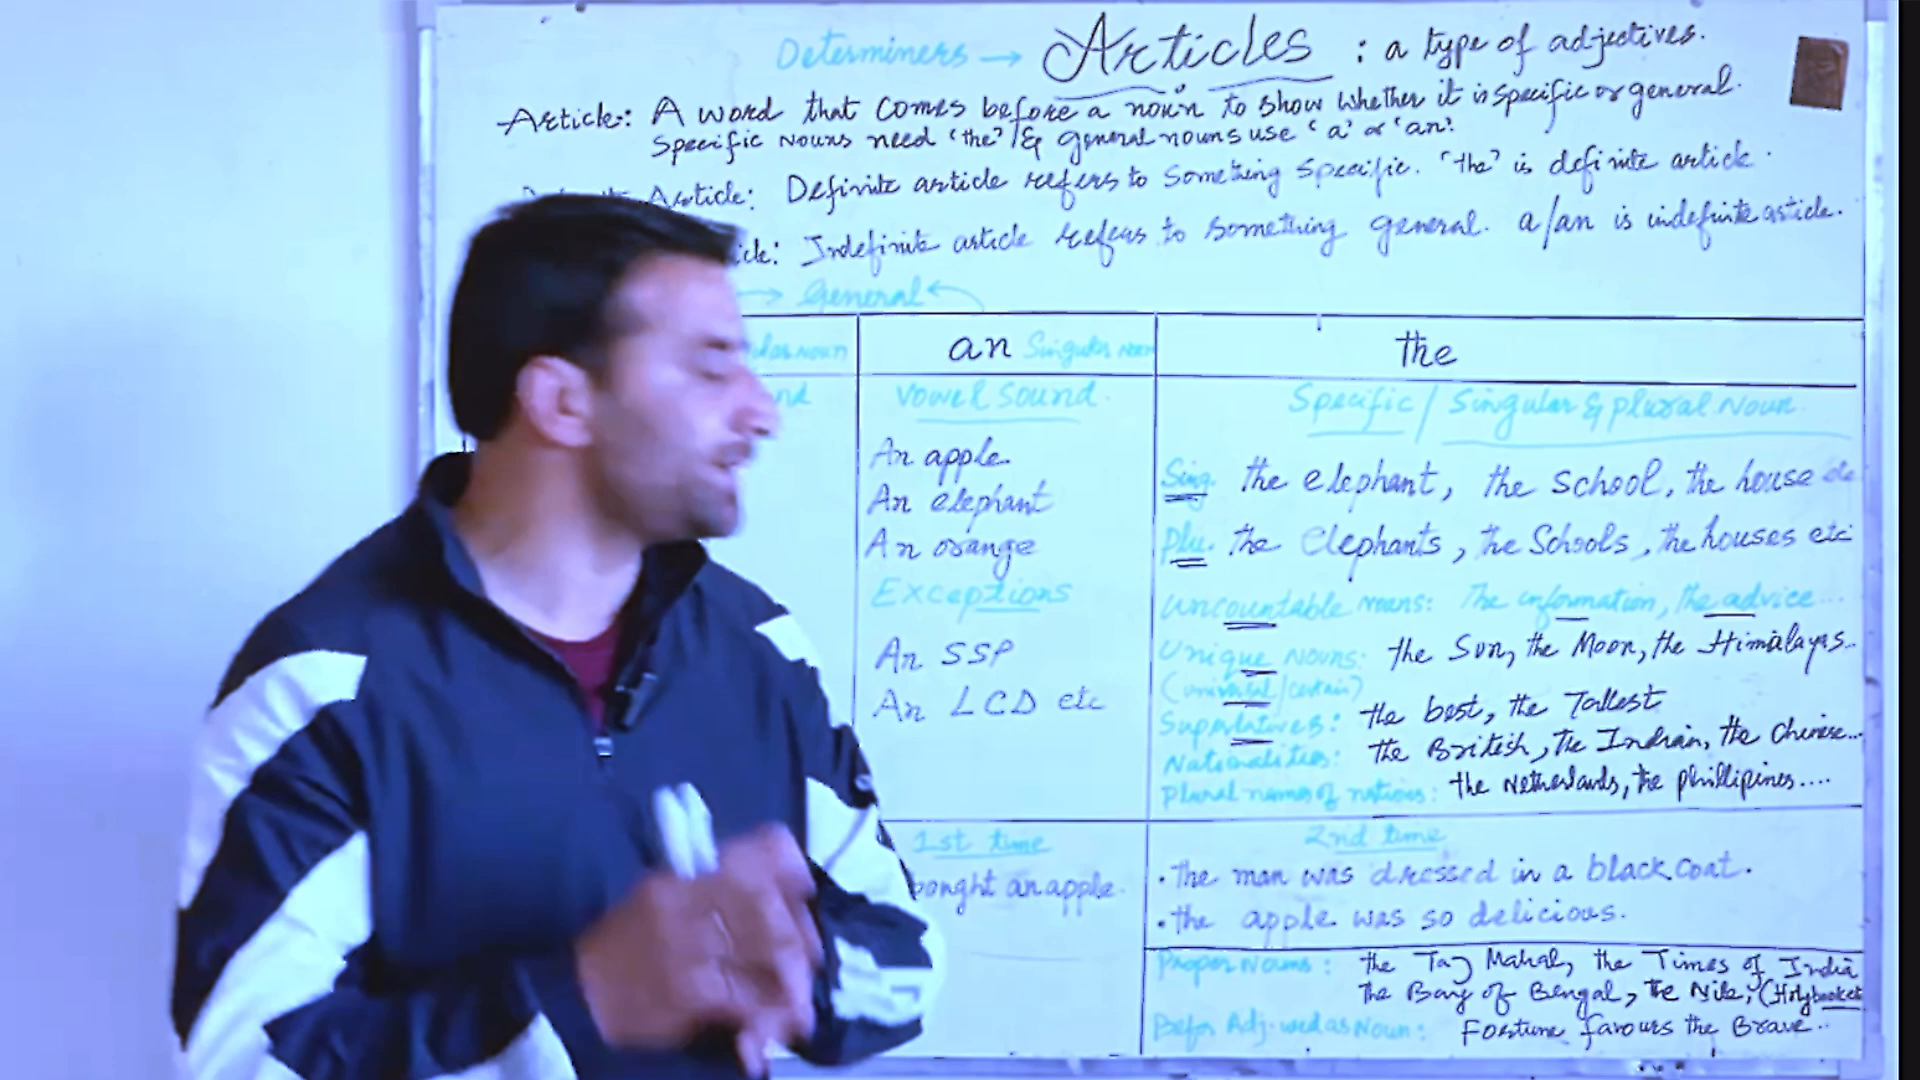 Determiners → Articles : a type of adjectives.
Article: A word that comes before a noun to show whether it is specific or general.
Specific Nouns need 'the' & general nouns use 'a' or 'an'.
Article: Definite article refers to something specific. 'the' is definite article.
icle: Indefinite article refers to something general. a/an is indefinite article.
→ General ←
Noun
an Singular Noun
the
Vowel Sound
Specific / Singular & plural Noun
An apple
An elephant
An orange
Exceptions
An SSP
An LCD etc
Sing. the elephant, the school, the house etc
Plu. the Elephants, the Schools, the houses etc
Uncountable nouns: The information, the advice...
Unique Nouns: the Sun, the Moon, the Himalayas...
(universal/certain)
Superlatives: the best, the Tallest
Nationalities: the British, the Indian, the Chinese...
Plural names of nations: the Netherlands, the phillipines....
1st time
bought an apple.
2nd time
• the man was dressed in a black coat.
• the apple was so delicious.
Proper Nouns: the Taj Mahal, the Times of India
the Bay of Bengal, the Nile, (Holy books etc
Befor Adj. used as Noun: Fortune favours the Brave..